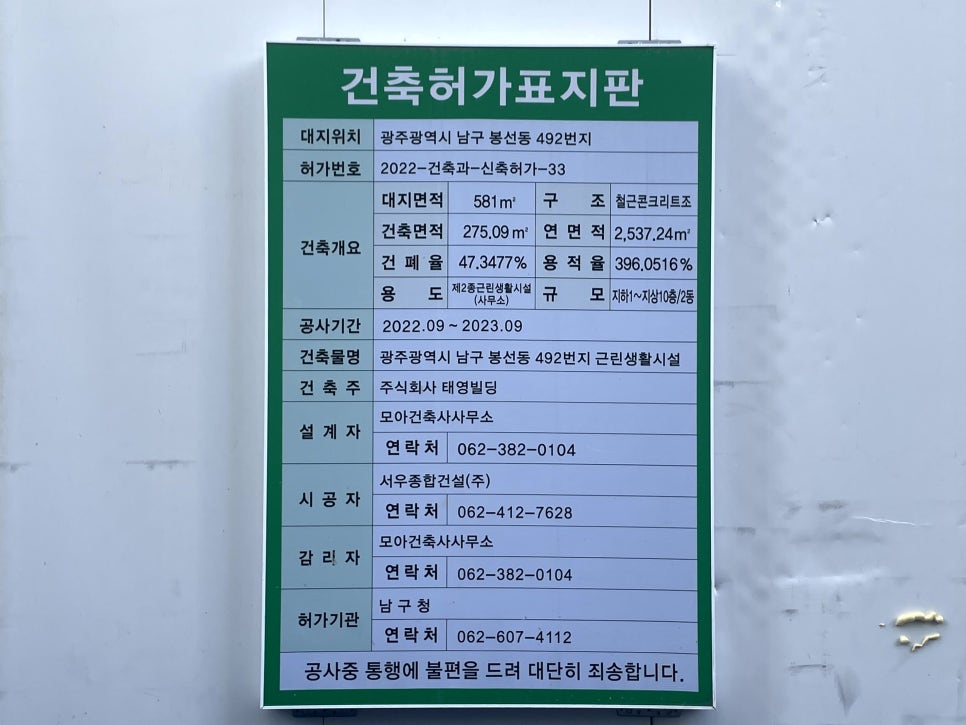 건축허가표지판
대지위치 광주광역시 남구 봉선동 492번지
허가번호 2022-건축과-신축허가-33
건축개요
대지면적 581㎡ 구 조 철근콘크리트조
건축면적 275.09㎡ 연 면 적 2,537.24㎡
건 폐 율 47.3477% 용 적 율 396.0516%
용 도 제2종근린생활시설
(사무소)
규 모 지하1~지상10층/2동
공사기간 2022.09 ~ 2023.09
건축물명 광주광역시 남구 봉선동 492번지 근린생활시설
건 축 주 주식회사 태영빌딩
설 계 자 모아건축사사무소
연 락 처 062-382-0104
시 공 자 서우종합건설(주)
연 락 처 062-412-7628
감 리 자 모아건축사사무소
연 락 처 062-382-0104
허가기관 남 구 청
연 락 처 062-607-4112
공사중 통행에 불편을 드려 대단히 죄송합니다.